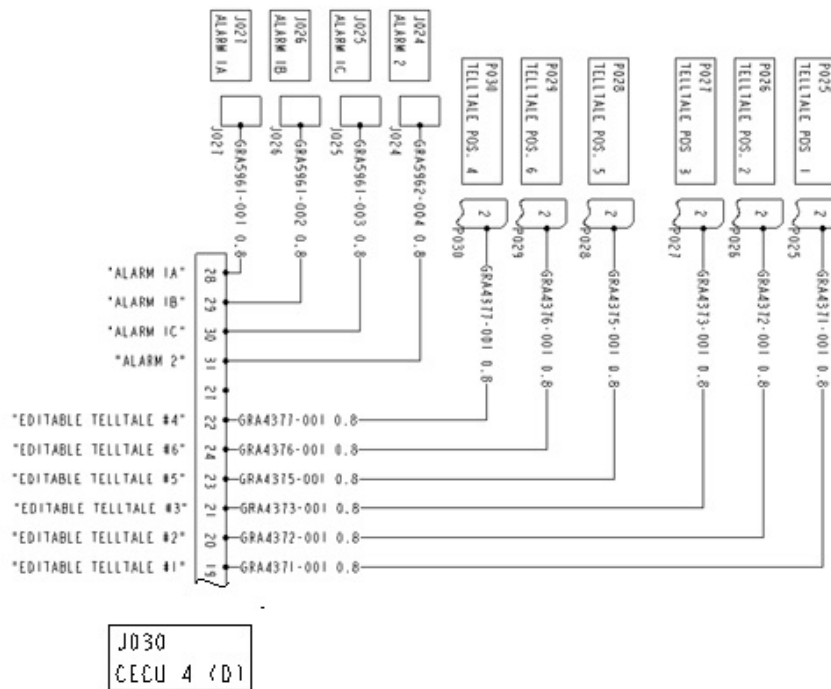 J027
ALARM 1A
J026
ALARM 1B
J025
ALARM 1C
J024
ALARM 2
P030
TELLTALE POS. 4
P029
TELLTALE POS. 6
P028
TELLTALE POS. 5
P027
TELLTALE POS 3
P026
TELLTALE POS. 2
P025
TELLTALE POS 1
J027
J026
J025
J024
2
2
2
2
2
2
P030
P029
P028
P027
P026
P025
GRA5961-001 0.8
GRA5961-002 0.8
GRA5961-003 0.8
GRA5962-004 0.8
GRA4377-001 0.8
GRA4376-001 0.8
GRA4375-001 0.8
GRA4373-001 0.8
GRA4372-001 0.8
GRA4371-001 0.8
"ALARM 1A" 28
"ALARM 1B" 29
"ALARM 1C" 30
"ALARM 2" 31
27
"EDITABLE TELLTALE #4" 22 GRA4377-001 0.8
"EDITABLE TELLTALE #6" 24 GRA4376-001 0.8
"EDITABLE TELLTALE #5" 23 GRA4375-001 0.8
"EDITABLE TELLTALE #3" 21 GRA4373-001 0.8
"EDITABLE TELLTALE #2" 20 GRA4372-001 0.8
"EDITABLE TELLTALE #1" 19 GRA4371-001 0.8
J030
CECU 4 (D)